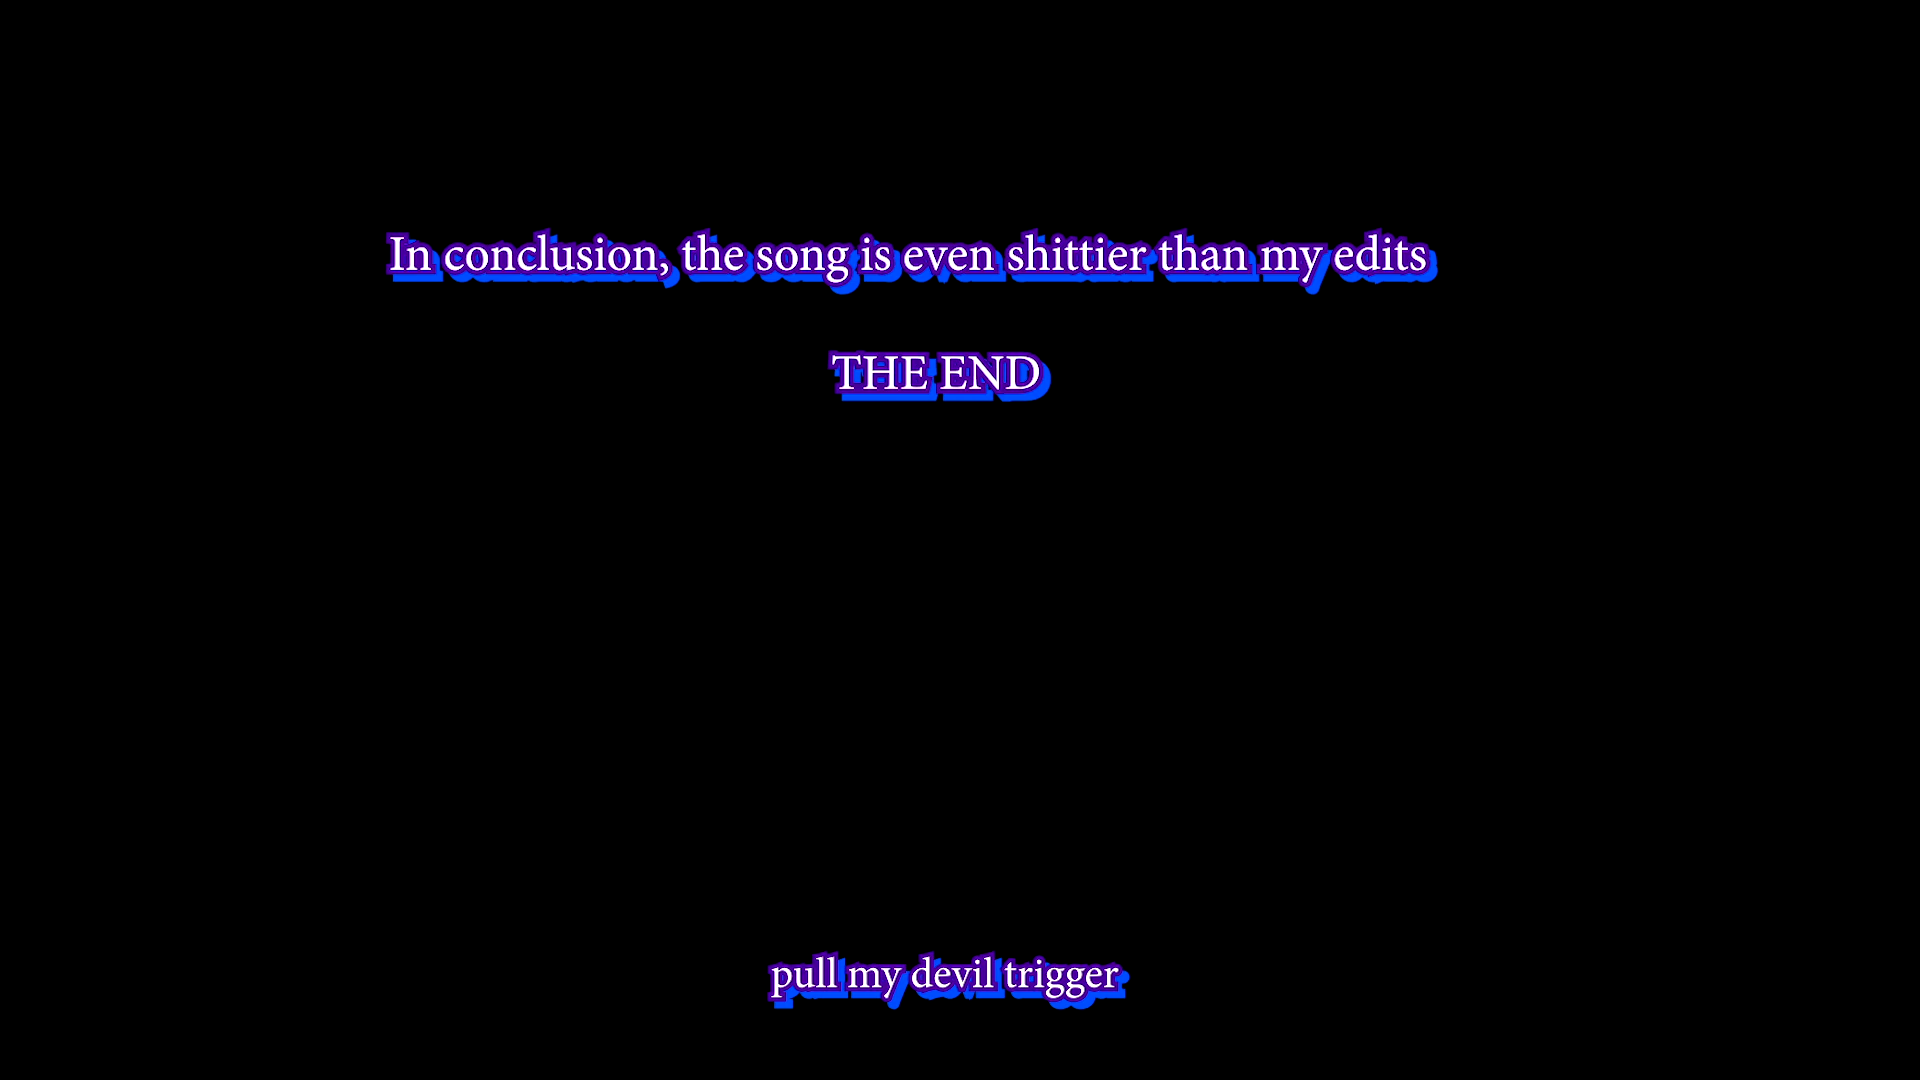 In conclusion, the song is even shittier than my edits
THE END
pull my devil trigger